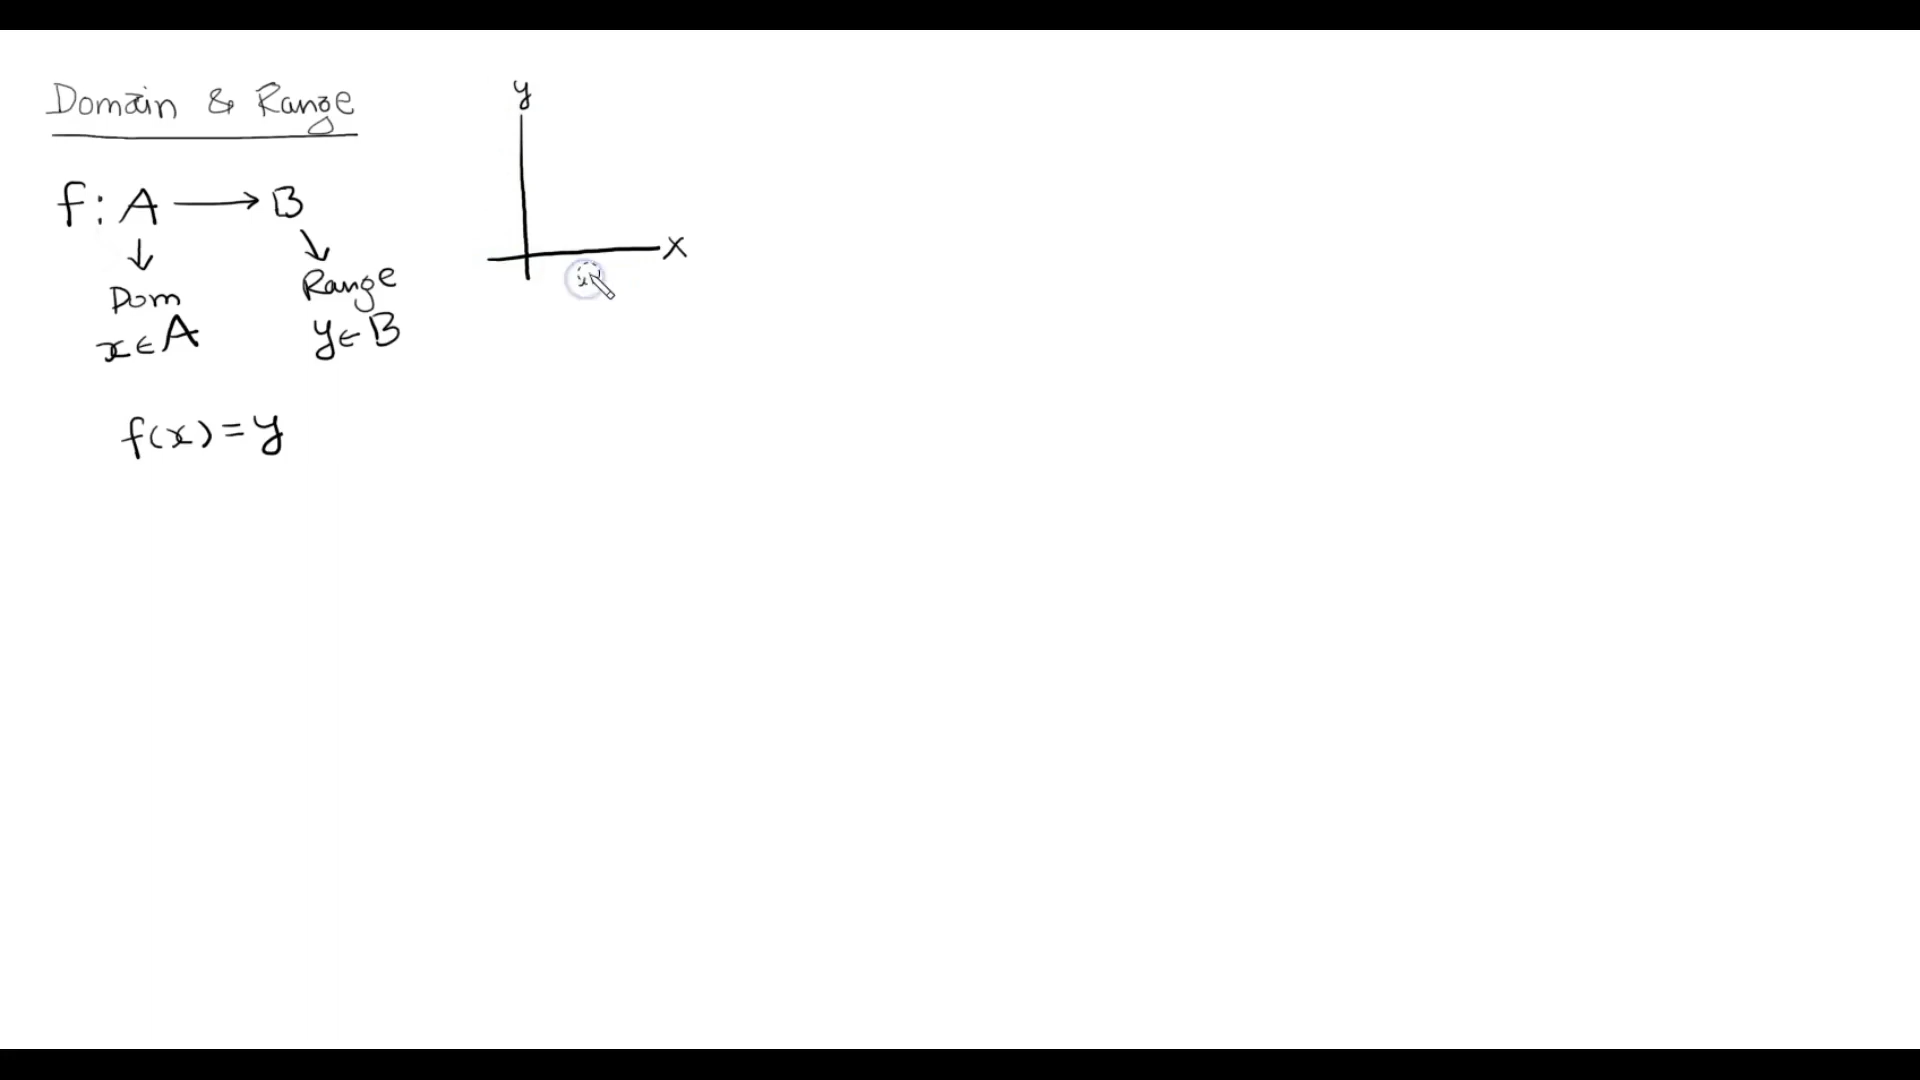 Domain & Range
f: A → B
↓ ↘
Dom Range
x ∈ A y ∈ B
f(x) = y
y
x
x